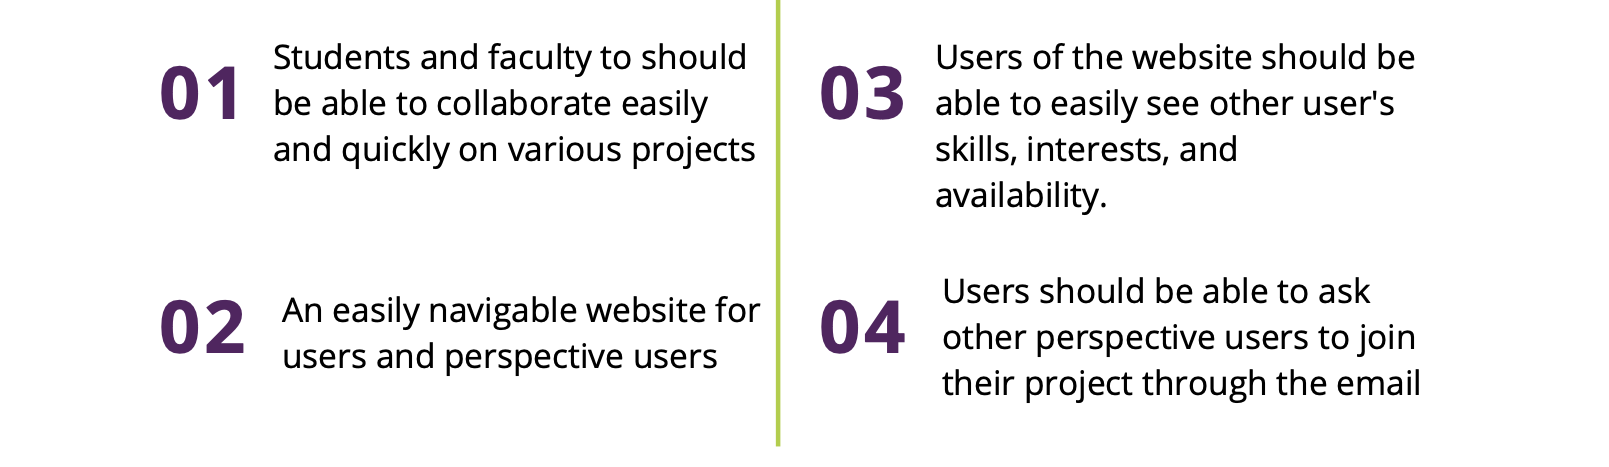 01
Students and faculty to should
be able to collaborate easily
and quickly on various projects
02
An easily navigable website for
users and perspective users
03
Users of the website should be
able to easily see other user's
skills, interests, and
availability.
04
Users should be able to ask
other perspective users to join
their project through the email